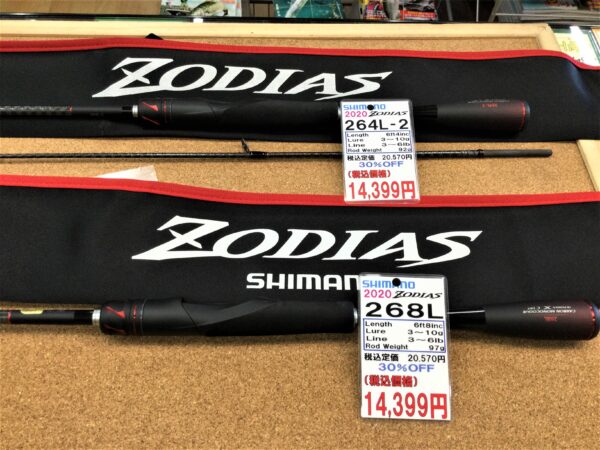 ZODIAS
SHIMANO
2020 ZODIAS
264L-2
Length 6ft4inc
Lure 3～10g
Line 3～6lb
Rod Weight 92g
税込定価 20,570円
30%OFF
(税込価格)
14,399円
ZODIAS
SHIMAN
SHIMANO
2020 ZODIAS
268L
Length 6ft8inc
Lure 3～10g
Line 3～6lb
Rod Weight 97g
税込定価 20,570円
30%OFF
(税込価格)
14,399円